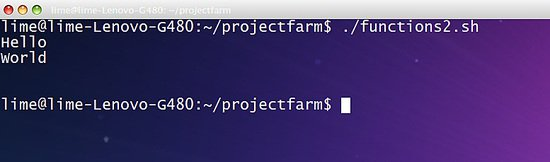 lime@lime-Lenovo-G480: ~/projectfarm
lime@lime-Lenovo-G480:~/projectfarm$ ./functions2.sh
Hello
World
lime@lime-Lenovo-G480:~/projectfarm$